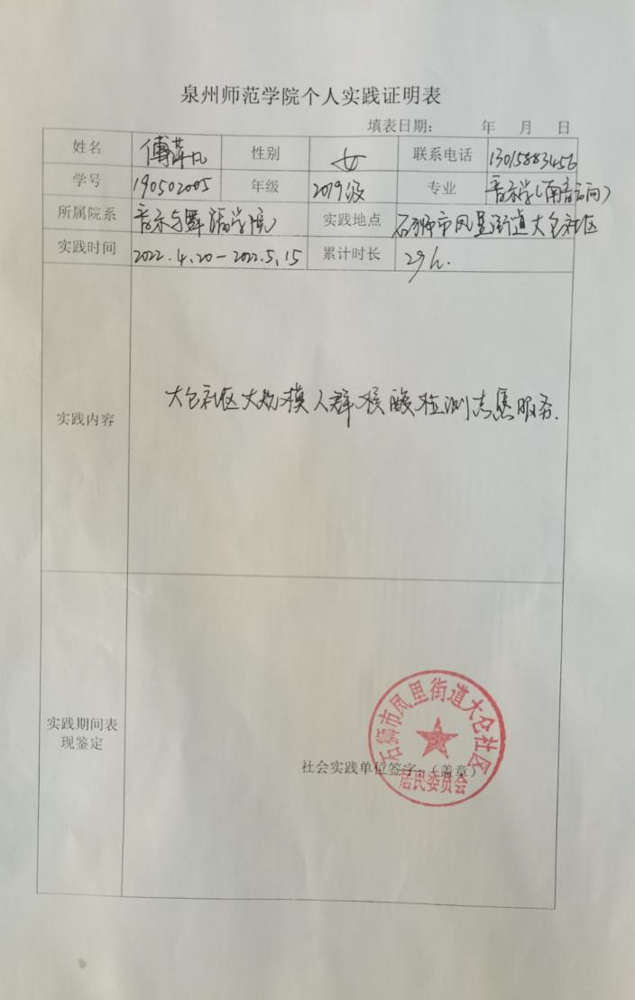 泉州师范学院个人实践证明表
填表日期： 年 月 日
姓名 傅萍凡 性别 女 联系电话 13015883456
学号 190502005 年级 2019级 专业 音乐学(南音方向)
所属院系 音乐与舞蹈学院 实践地点 石狮市凤里街道大仑社区
实践时间 2022.4.20-2022.5.15 累计时长 29h.
实践内容 大仑社区大规模人群核酸检测志愿服务.
实践期间表
现鉴定
社会实践单位签字：（盖章）
石狮市凤里街道大仑社区
居民委员会